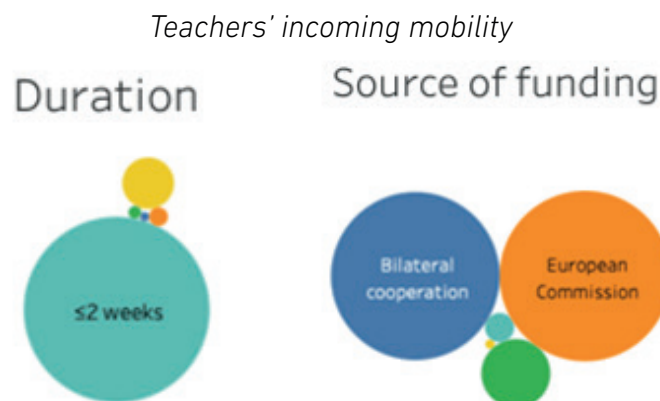 Teachers’ incoming mobility
Duration
Source of funding
≤2 weeks
Bilateral
cooperation
European
Commission